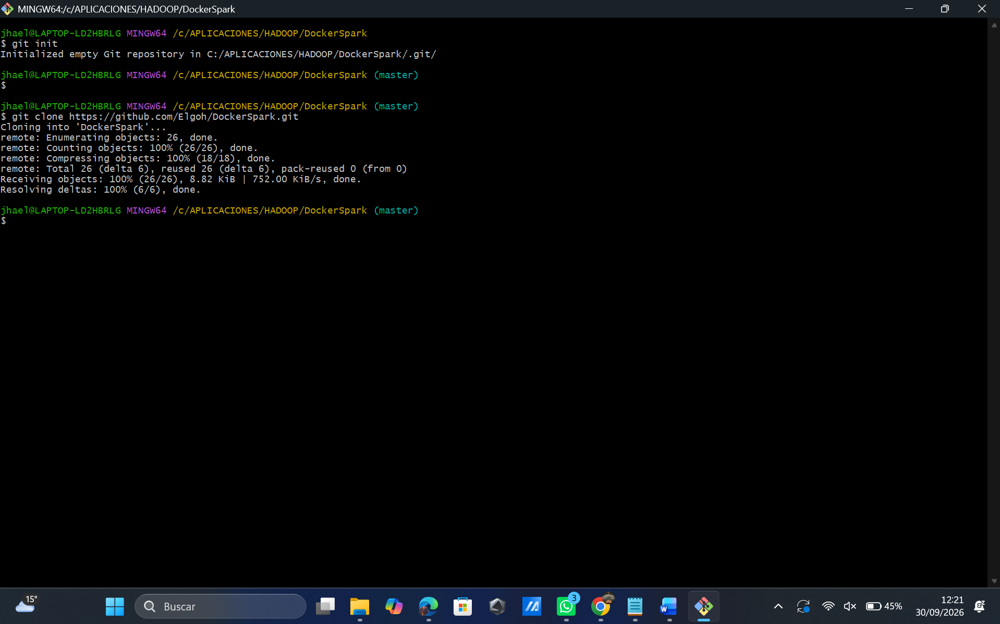 MINGW64:/c/APLICACIONES/HADOOP/DockerSpark
jhael@LAPTOP-LD2HBRLG MINGW64 /c/APLICACIONES/HADOOP/DockerSpark
$ git init
Initialized empty Git repository in C:/APLICACIONES/HADOOP/DockerSpark/.git/
jhael@LAPTOP-LD2HBRLG MINGW64 /c/APLICACIONES/HADOOP/DockerSpark (master)
$
jhael@LAPTOP-LD2HBRLG MINGW64 /c/APLICACIONES/HADOOP/DockerSpark (master)
$ git clone https://github.com/Elgoh/DockerSpark.git
Cloning into 'DockerSpark'...
remote: Enumerating objects: 26, done.
remote: Counting objects: 100% (26/26), done.
remote: Compressing objects: 100% (18/18), done.
remote: Total 26 (delta 6), reused 26 (delta 6), pack-reused 0 (from 0)
Receiving objects: 100% (26/26), 8.82 KiB | 752.00 KiB/s, done.
Resolving deltas: 100% (6/6), done.
jhael@LAPTOP-LD2HBRLG MINGW64 /c/APLICACIONES/HADOOP/DockerSpark (master)
$
15°
Buscar
3
45%
12:21
30/09/2026